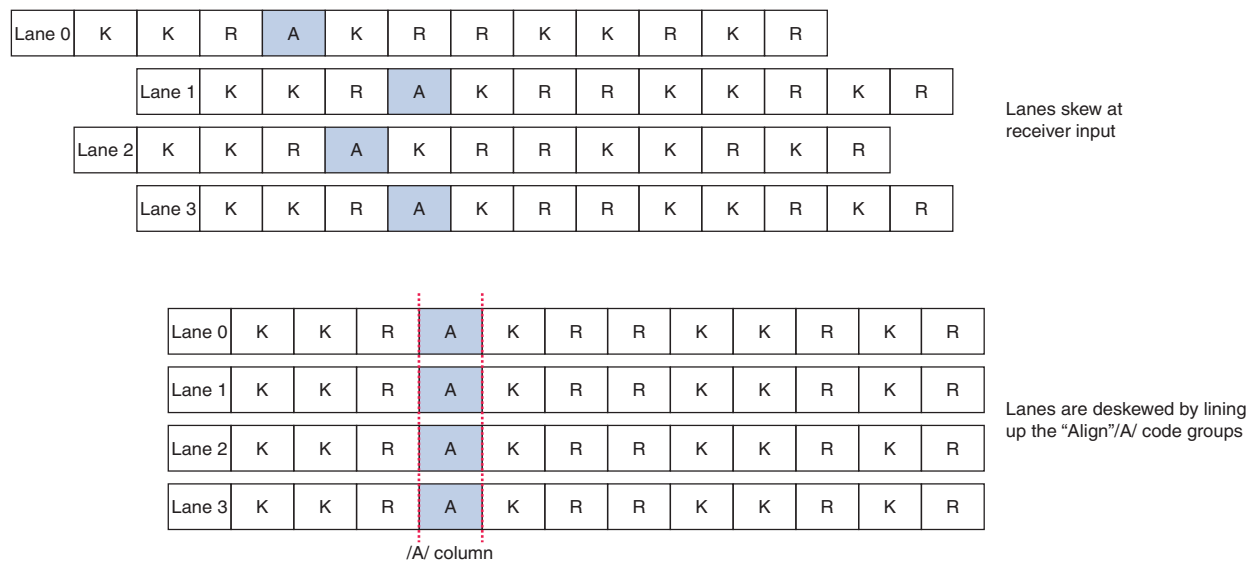 Lane 0 K K R A K R R K K R K R
Lane 1 K K R A K R R K K R K R
Lane 2 K K R A K R R K K R K R
Lane 3 K K R A K R R K K R K R
Lanes skew at
receiver input
Lane 0 K K R A K R R K K R K R
Lane 1 K K R A K R R K K R K R
Lane 2 K K R A K R R K K R K R
Lane 3 K K R A K R R K K R K R
Lanes are deskewed by lining
up the “Align”/A/ code groups
/A/ column